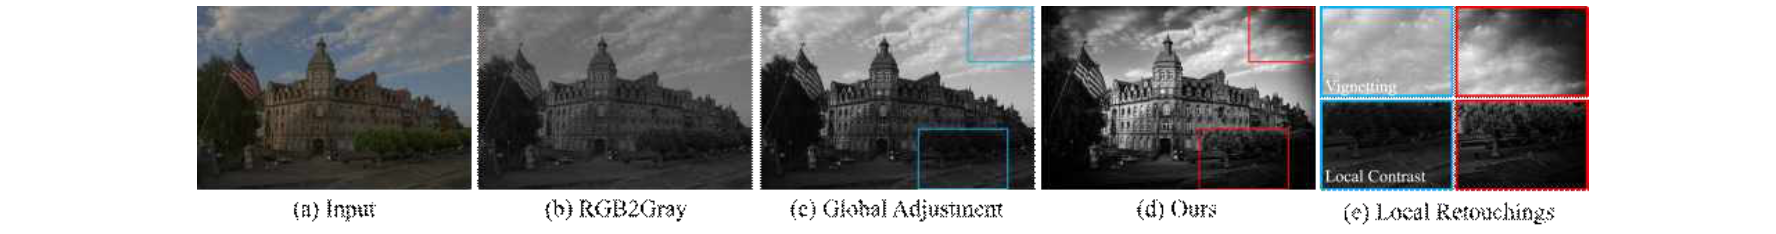 Vignetting
Local Contrast
(a) Input
(b) RGB2Gray
(c) Global Adjustment
(d) Ours
(e) Local Retouchings